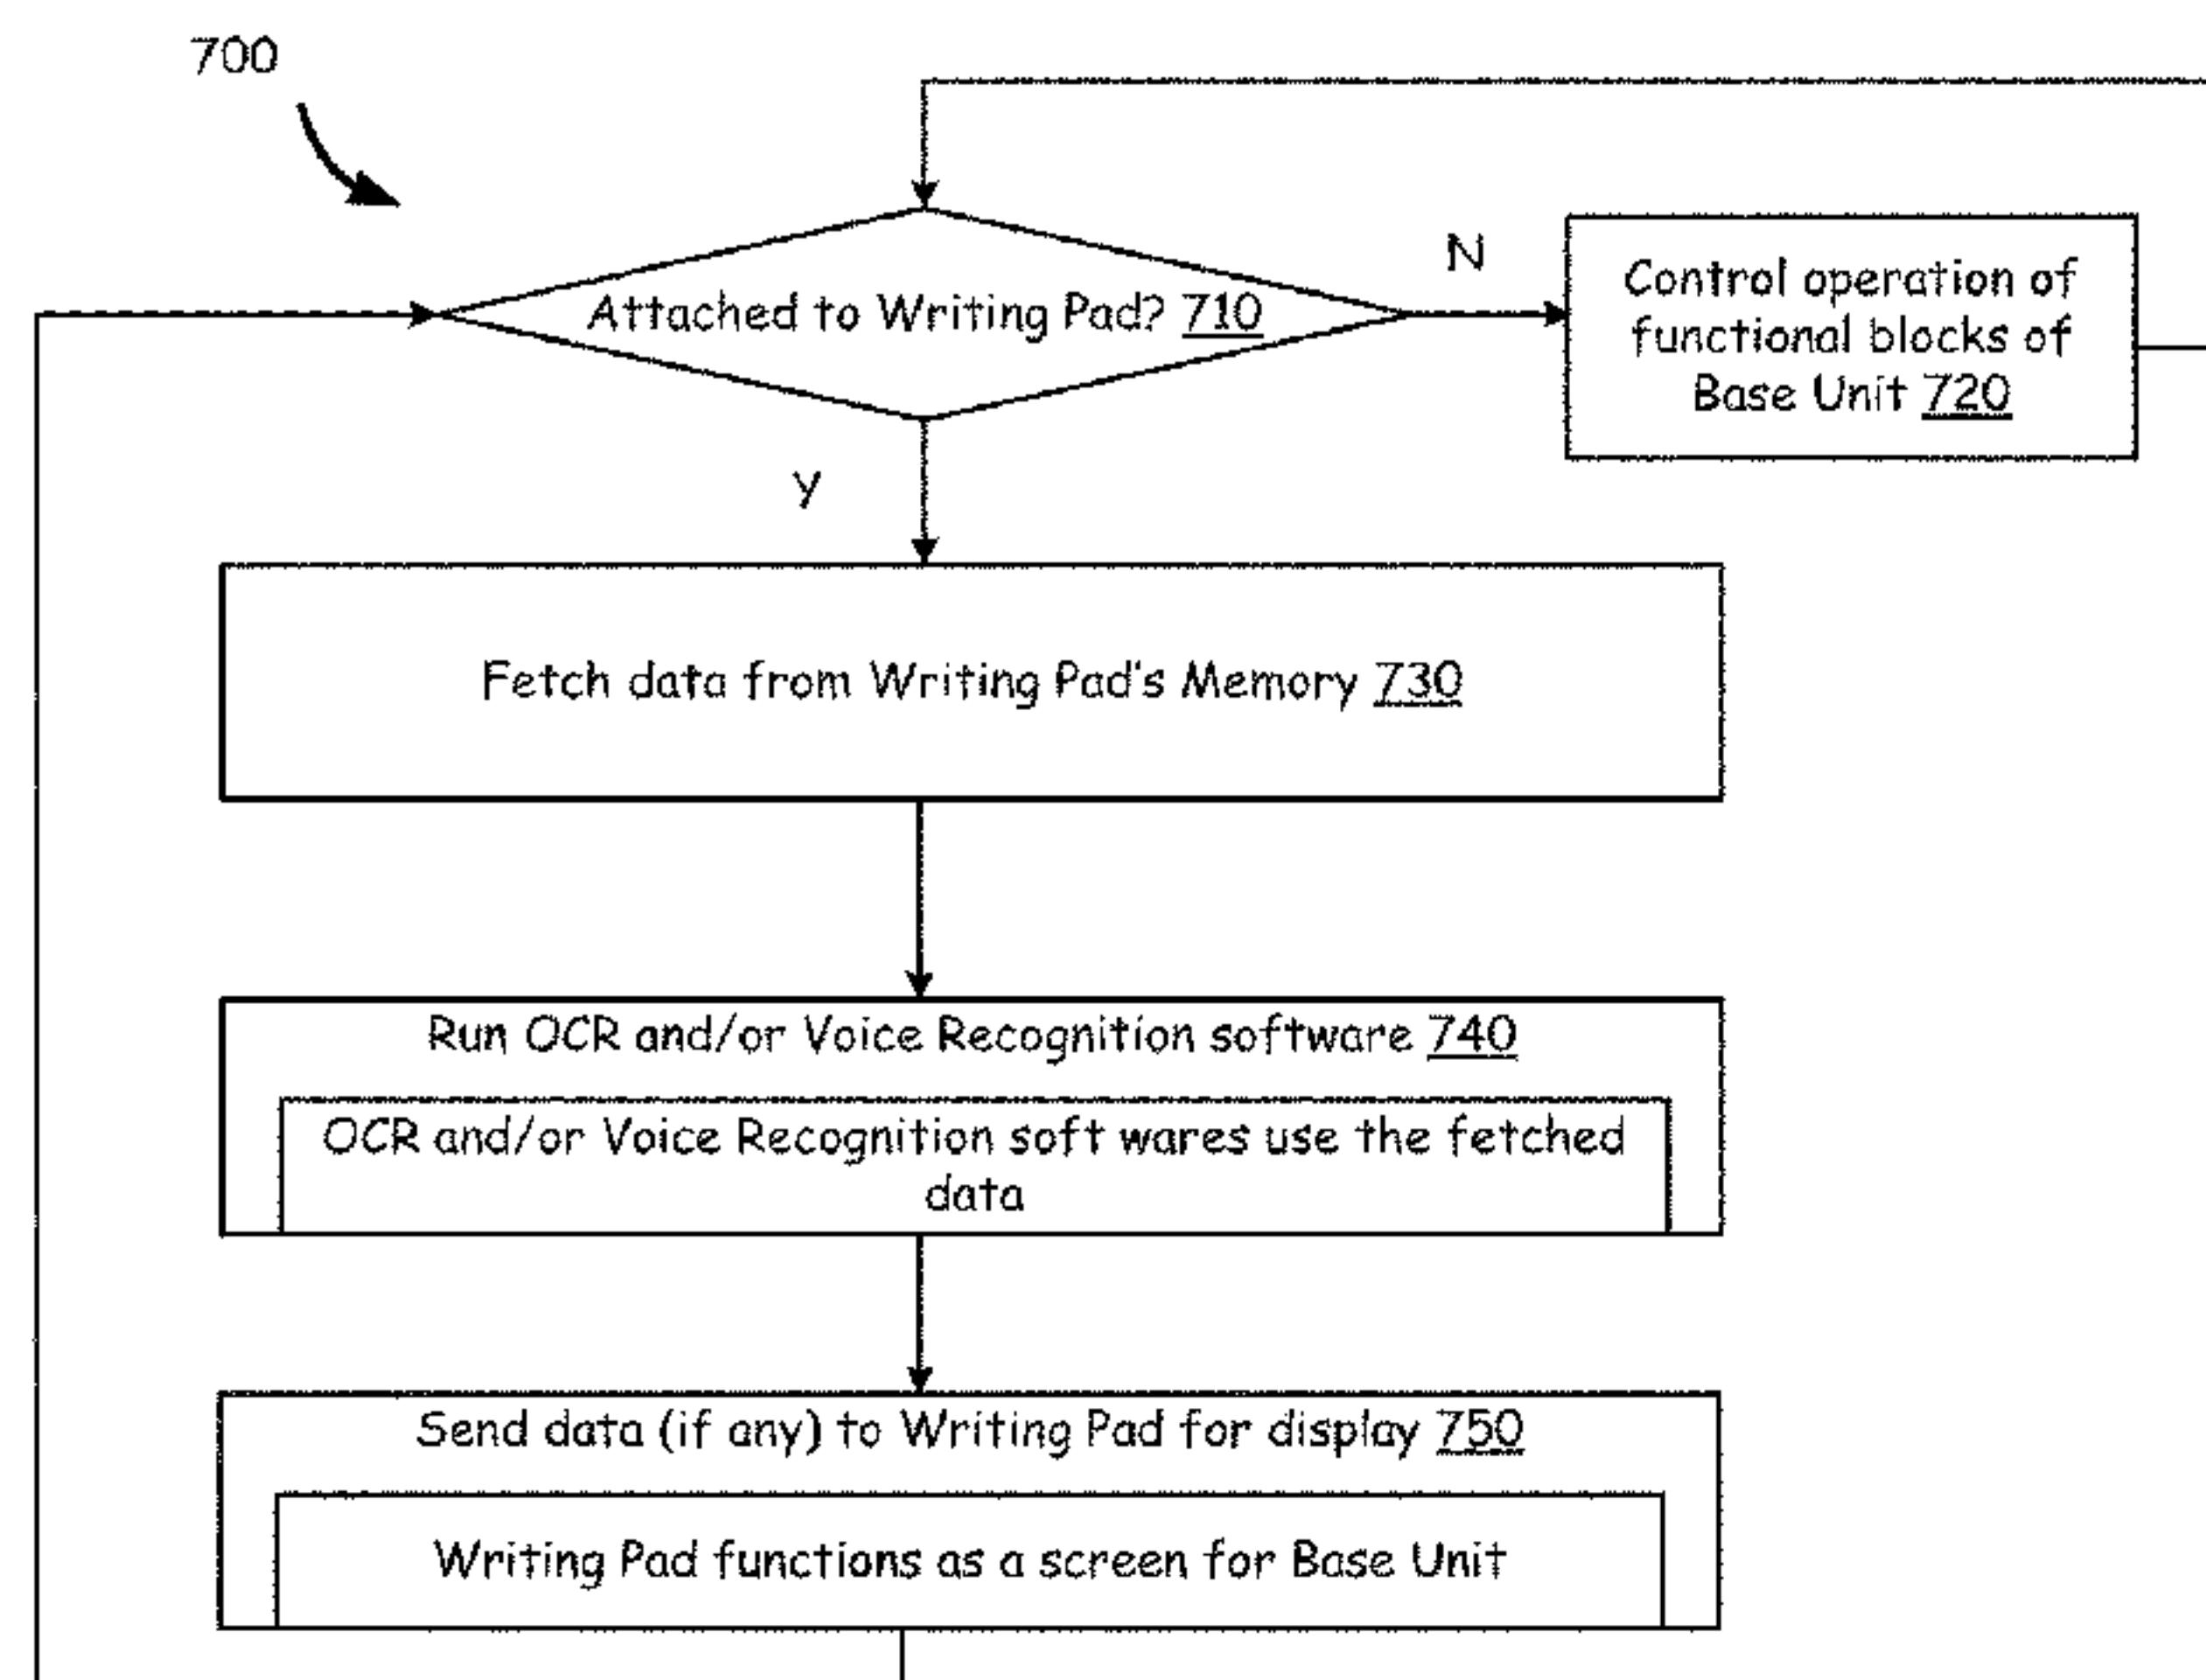 700
Attached to Writing Pad? 710
N
Control operation of
functional blocks of
Base Unit 720
Y
Fetch data from Writing Pad's Memory 730
Run OCR and/or Voice Recognition software 740
OCR and/or Voice Recognition soft wares use the fetched
data
Send data (if any) to Writing Pad for display 750
Writing Pad functions as a screen for Base Unit